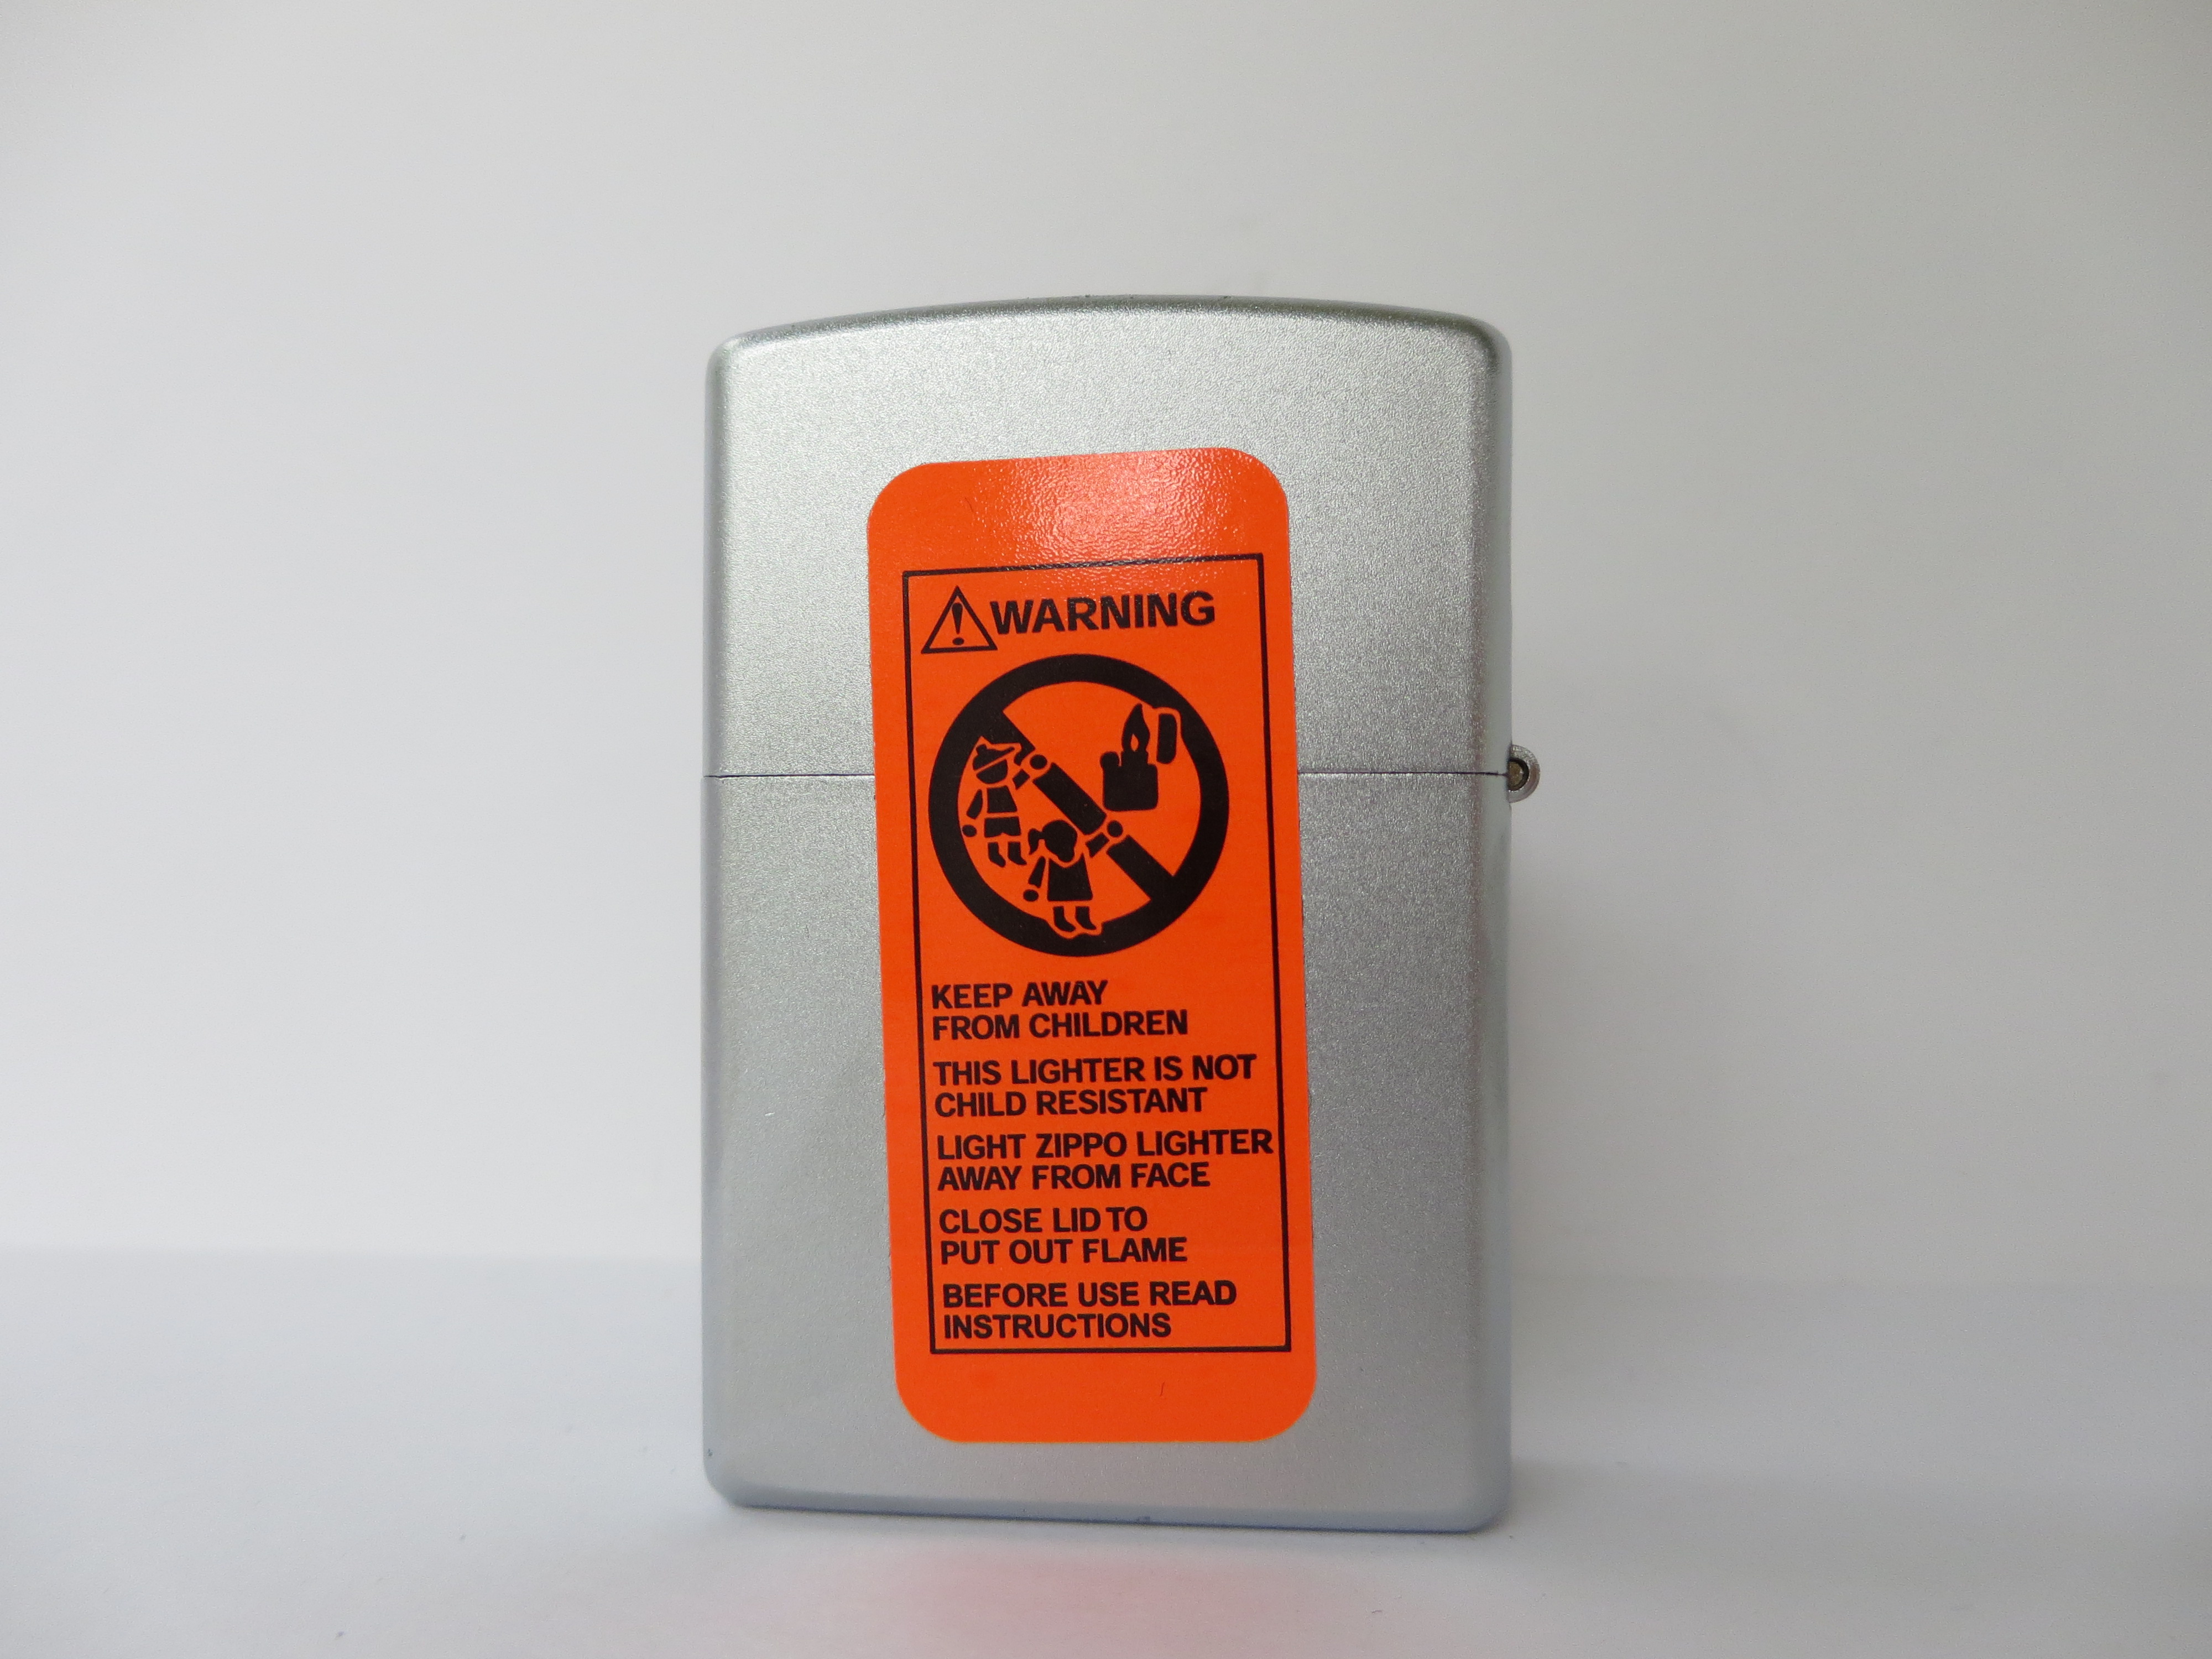 WARNING
KEEP AWAY
FROM CHILDREN
THIS LIGHTER IS NOT
CHILD RESISTANT
LIGHT ZIPPO LIGHTER
AWAY FROM FACE
CLOSE LID TO
PUT OUT FLAME
BEFORE USE READ
INSTRUCTIONS